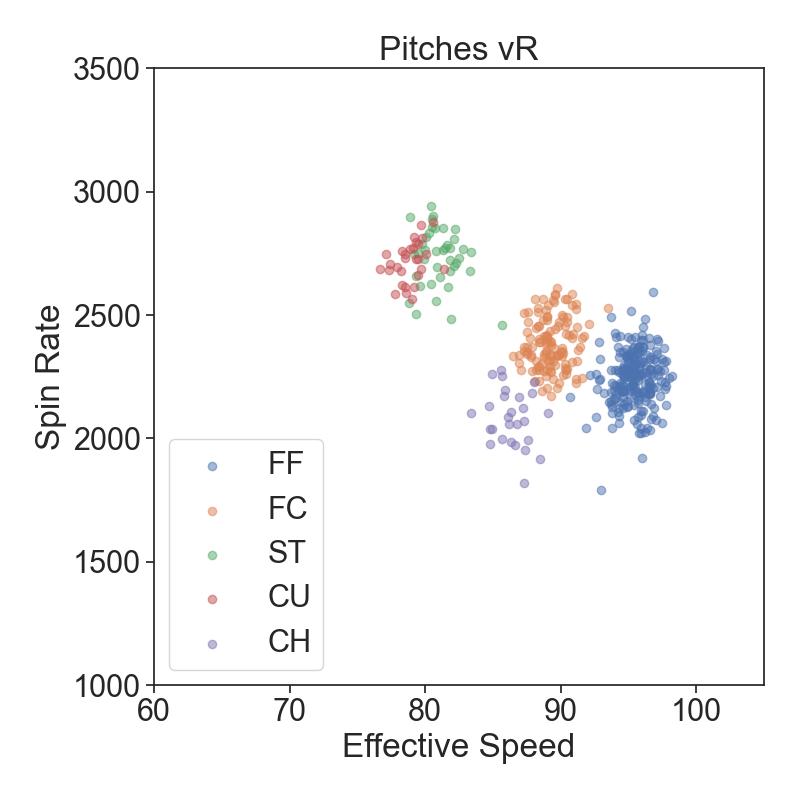 Pitches vR
3500
3000
2500
2000
1500
1000
Spin Rate
FF
FC
ST
CU
CH
60 70 80 90 100
Effective Speed